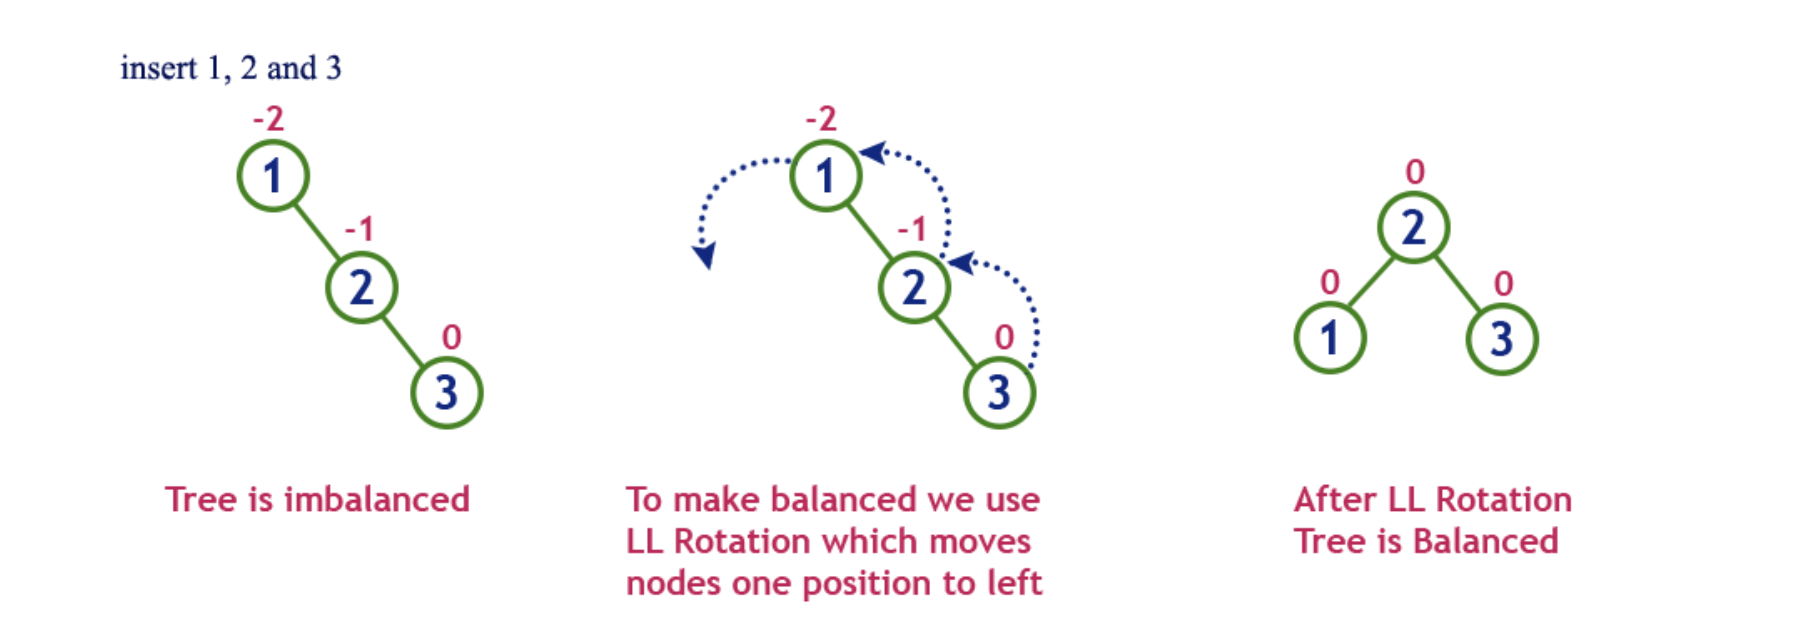 insert 1, 2 and 3
-2
1
-1
2
0
3
Tree is imbalanced
-2
1
-1
2
0
3
To make balanced we use
LL Rotation which moves
nodes one position to left
0
2
0
1
0
3
After LL Rotation
Tree is Balanced